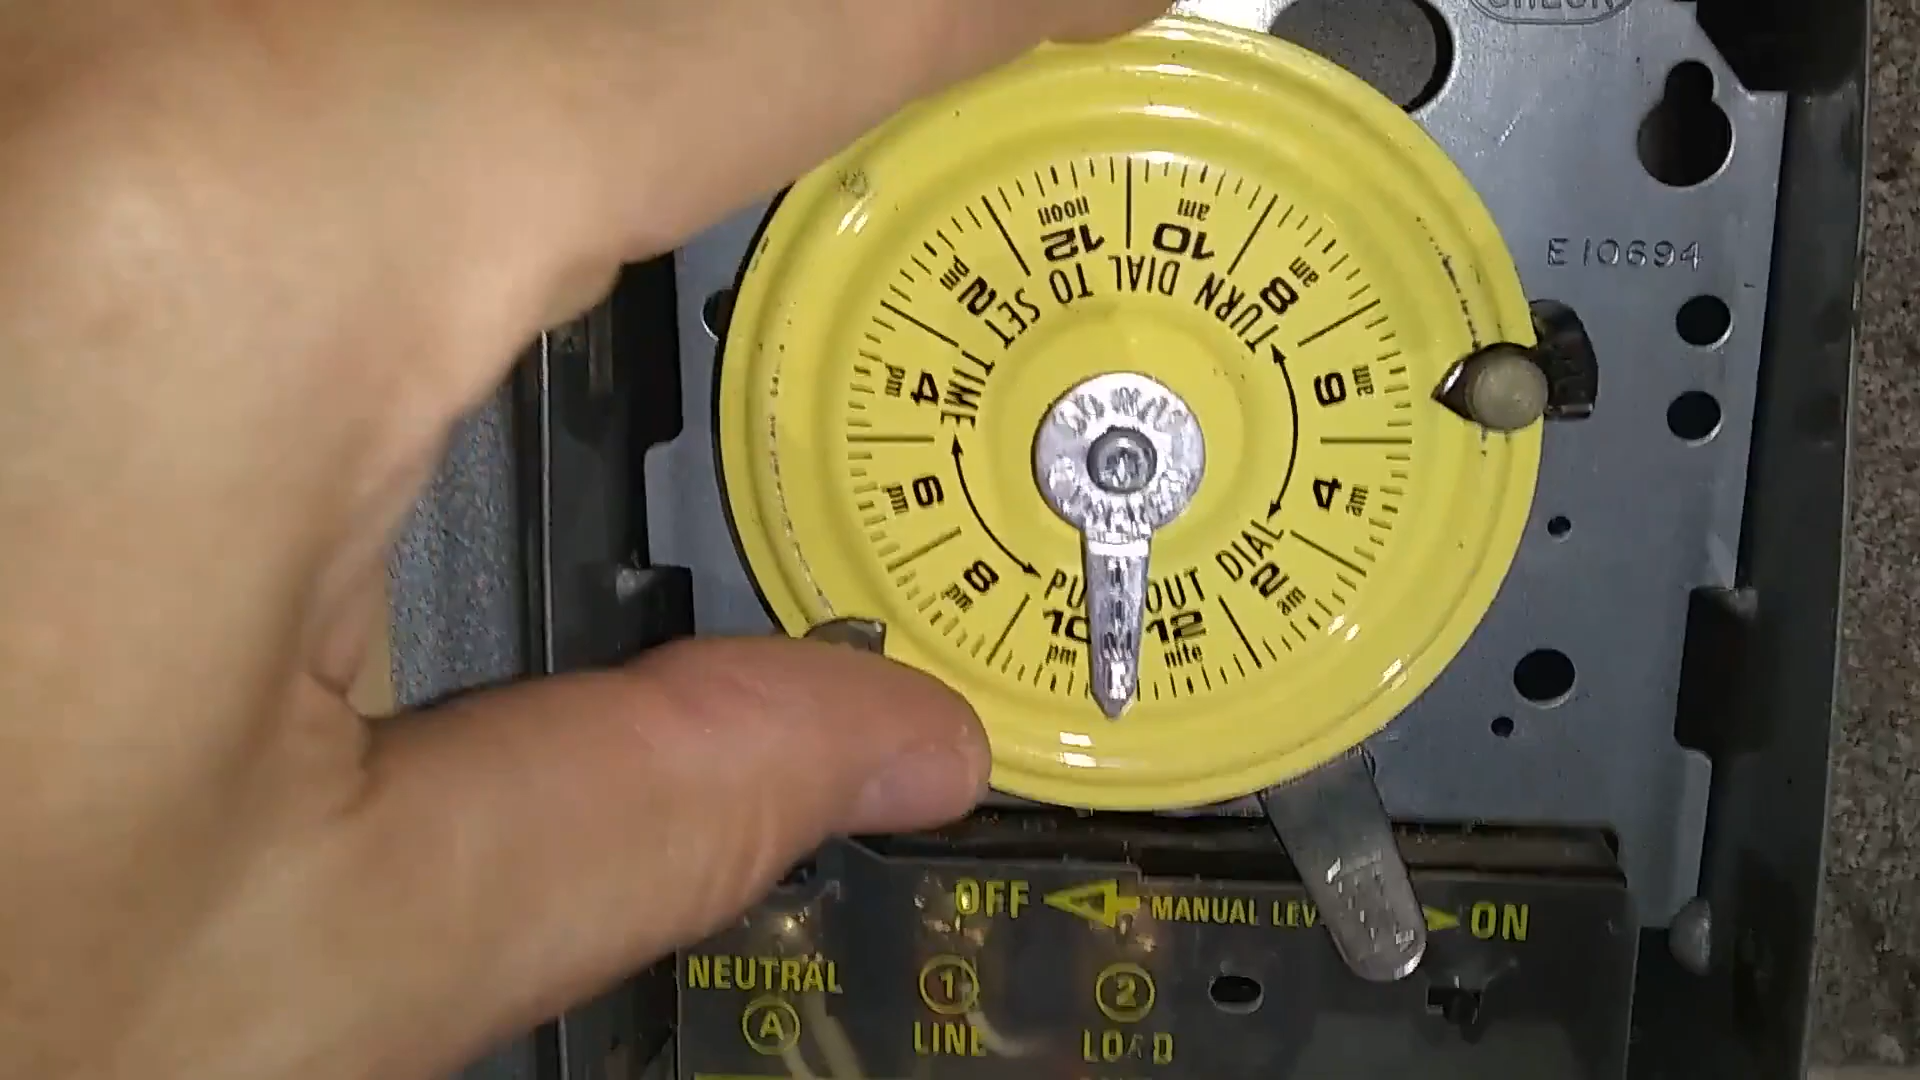 E10694
12
noon
10
am
8
am
6
am
4
am
2
am
12
nite
10
pm
8
pm
6
pm
4
pm
2
pm
TURN DIAL TO SET TIME
OUT DIAL
OFF
MANUAL
ON
NEUTRAL
A
1
LINE
2
LOAD